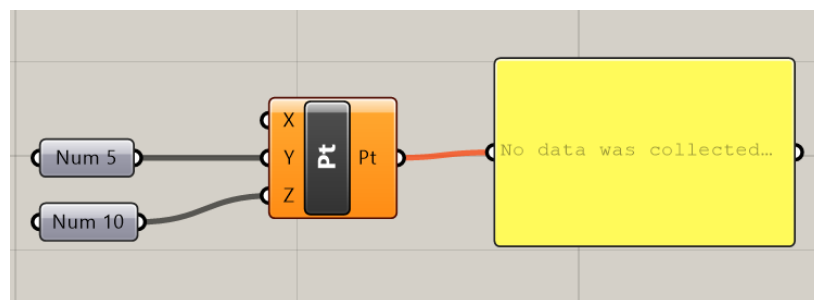 X
Num 5
Y
Pt
Pt
No data was collected…
Num 10
Z